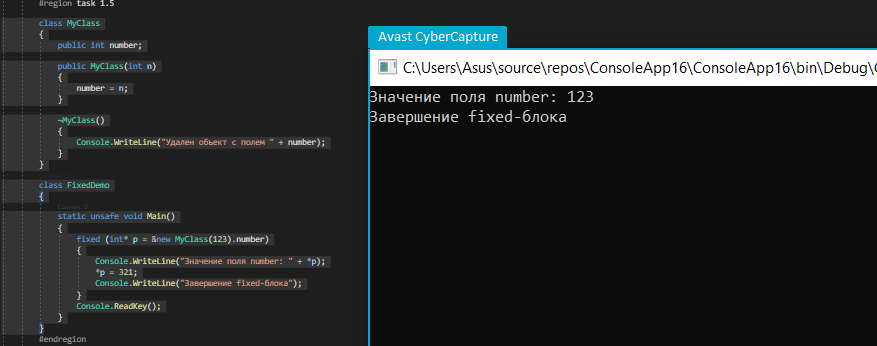 #region task 1.5
class MyClass
{
public int number;
public MyClass(int n)
{
number = n;
}
~MyClass()
{
Console.WriteLine("Удален объект с полем " + number);
}
}
class FixedDemo
{
static unsafe void Main()
{
fixed (int* p = &new MyClass(123).number)
{
Console.WriteLine("Значение поля number: " + *p);
*p = 321;
Console.WriteLine("Завершение fixed-блока");
}
Console.ReadKey();
}
}
#endregion
Avast CyberCapture
C:\Users\Asus\source\repos\ConsoleApp16\ConsoleApp16\bin\Debug\
Значение поля number: 123
Завершение fixed-блока